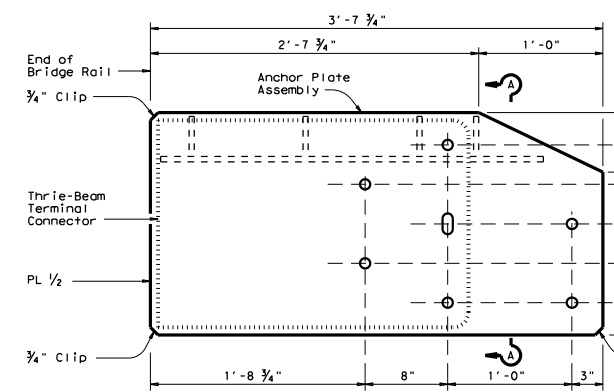 3'-7 ¾"
2'-7 ¾"
1'-0"
End of
Bridge Rail
¾" Clip
Anchor Plate
Assembly
A
Thrie-Beam
Terminal
Connector
PL ½
¾" Clip
A
1'-8 ¾"
8"
1'-0"
3"